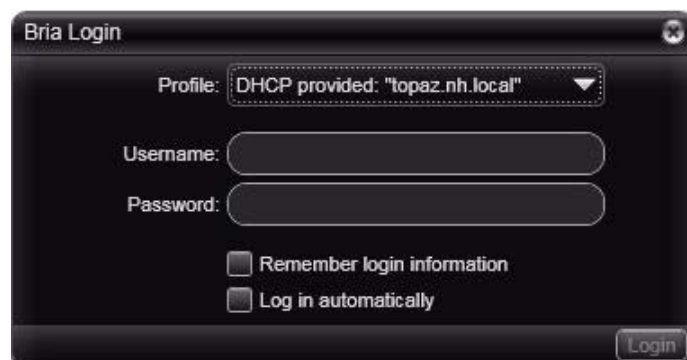 Bria Login
Profile: DHCP provided: "topaz.nh.local"
Username:
Password:
Remember login information
Log in automatically
Login